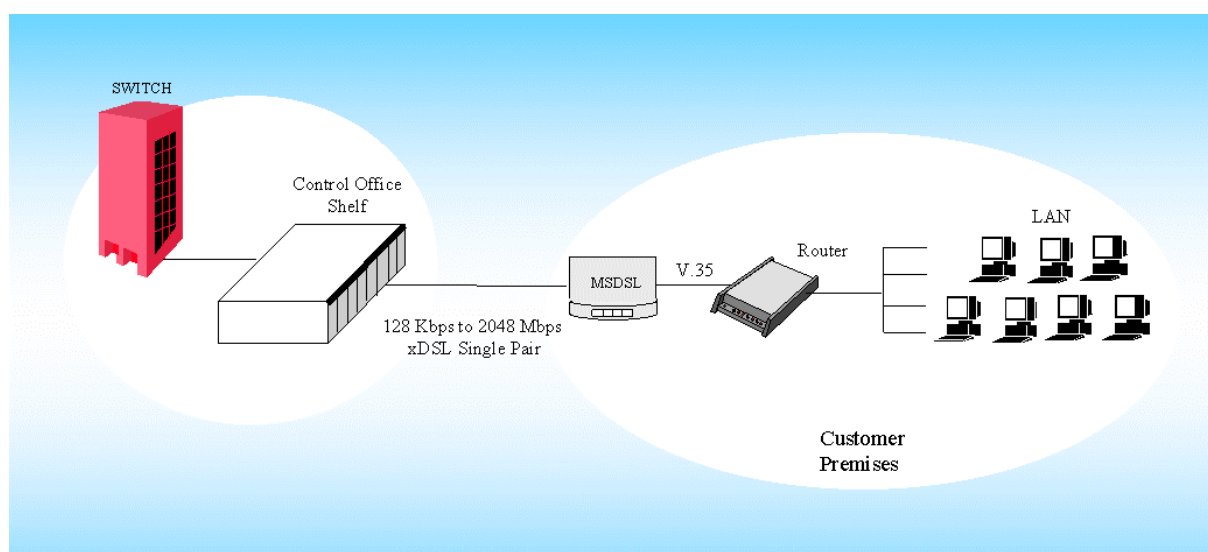 SWITCH
Control Office
Shelf
128 Kbps to 2048 Mbps
xDSL Single Pair
MSDSL
V.35
Router
LAN
Customer
Premises